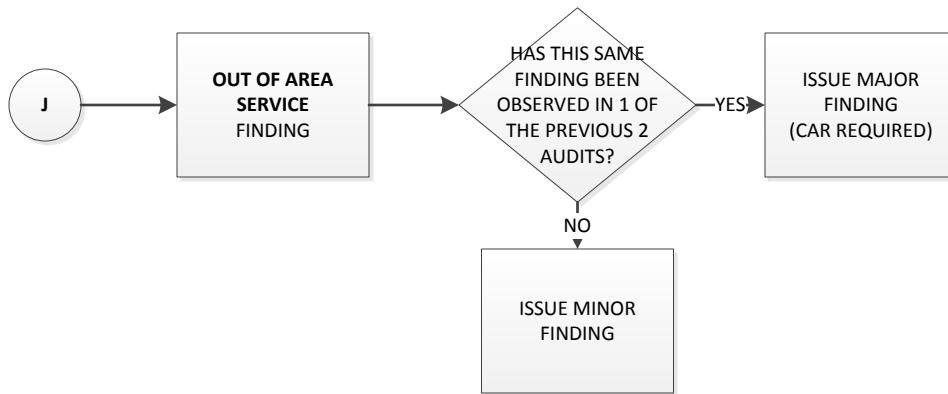 J
OUT OF AREA
SERVICE
FINDING
HAS THIS SAME
FINDING BEEN
OBSERVED IN 1 OF
THE PREVIOUS 2
AUDITS?
YES
ISSUE MAJOR
FINDING
(CAR REQUIRED)
NO
ISSUE MINOR
FINDING